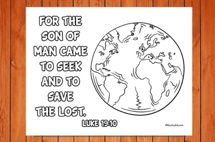 FOR THE
SON OF
MAN CAME
TO SEEK
AND TO
SAVE
THE LOST.
LUKE 19:10